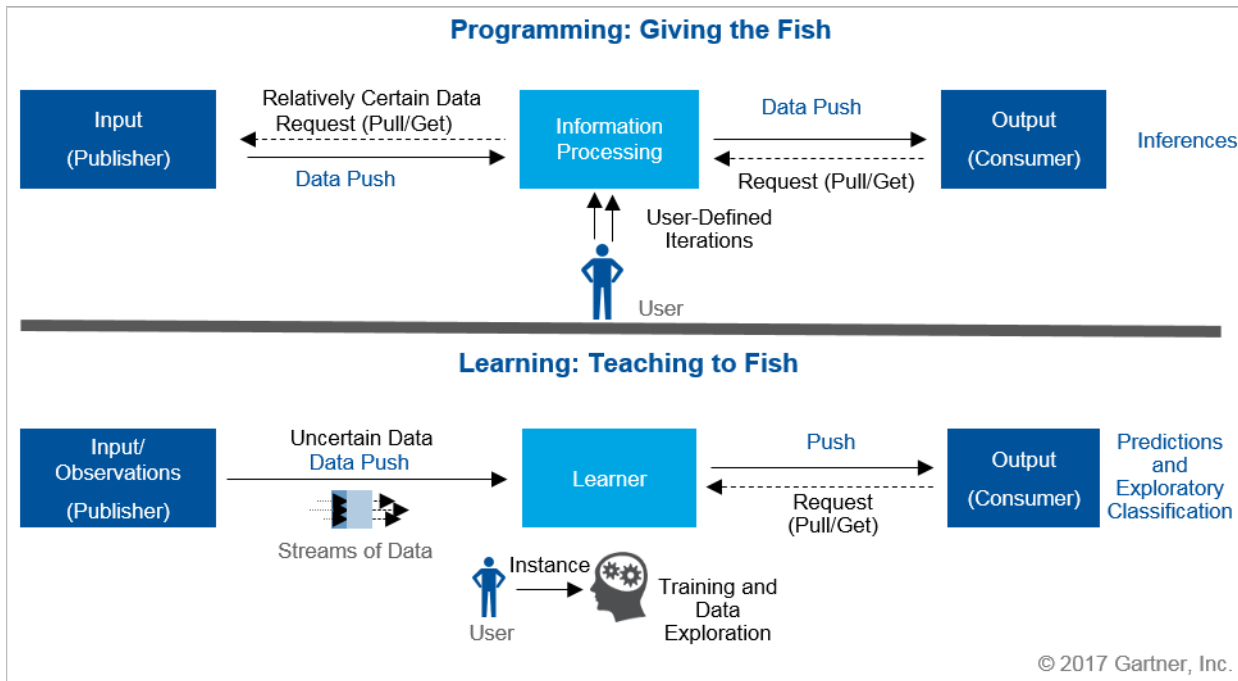 Programming: Giving the Fish
Input
(Publisher)
Relatively Certain Data
Request (Pull/Get)
Data Push
Information
Processing
Data Push
Request (Pull/Get)
Output
(Consumer)
Inferences
User-Defined
Iterations
User
Learning: Teaching to Fish
Input/
Observations
(Publisher)
Uncertain Data
Data Push
Streams of Data
Learner
Push
Request
(Pull/Get)
Output
(Consumer)
Predictions
and
Exploratory
Classification
Instance
User
Training and
Data
Exploration
© 2017 Gartner, Inc.